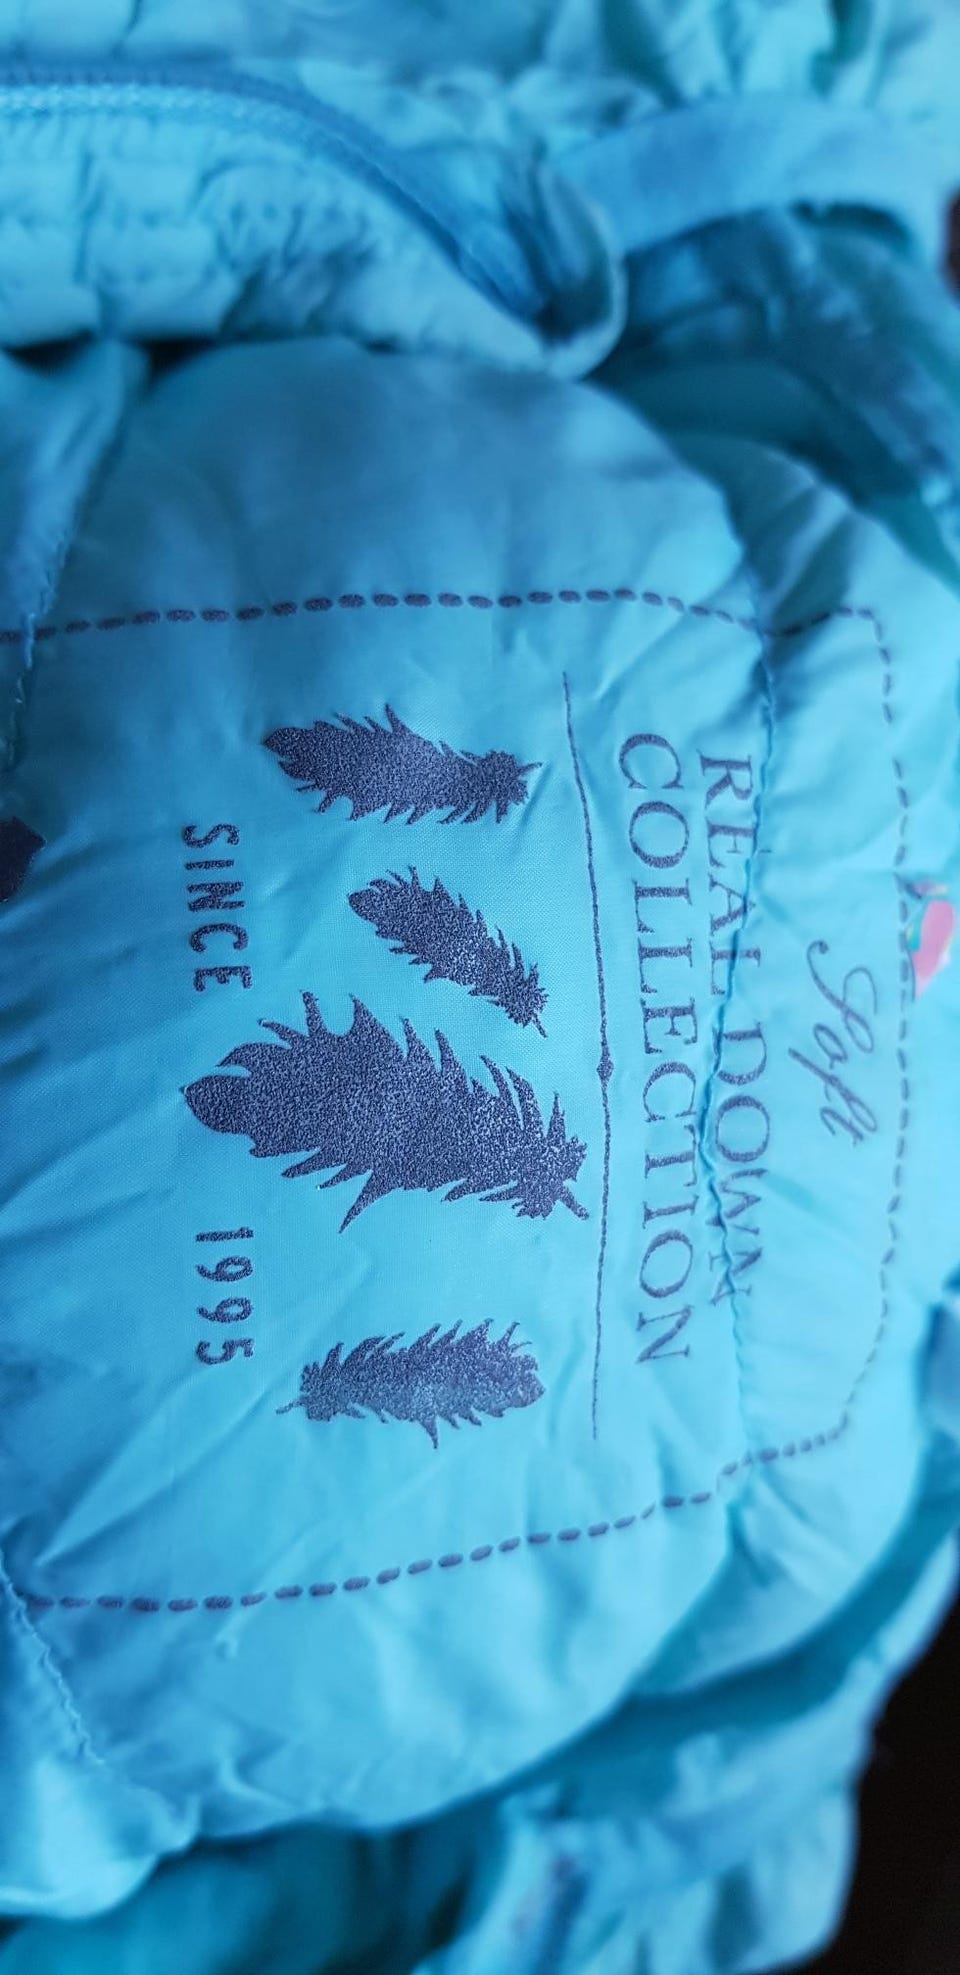 Soft
REAL DOWN
COLLECTION
SINCE 1995